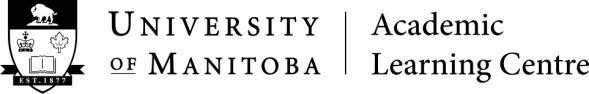 UNIVERSITY
OF MANITOBA
Academic
Learning Centre
EST.1877